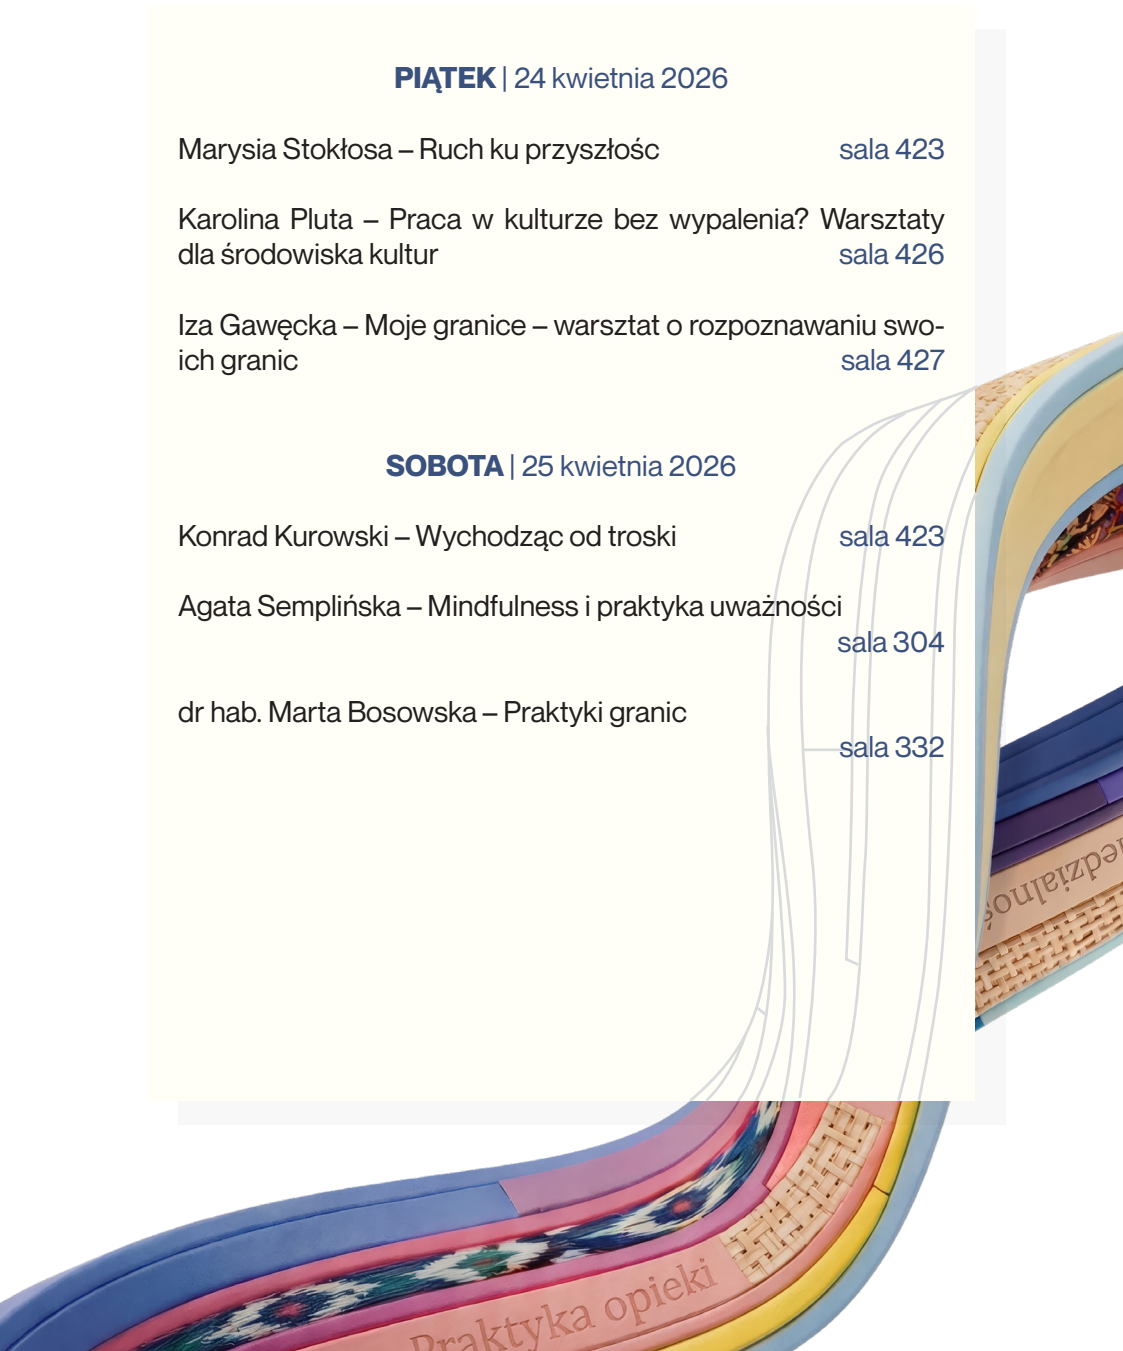 PIĄTEK | 24 kwietnia 2026
Marysia Stokłosa – Ruch ku przyszłośc sala 423
Karolina Pluta – Praca w kulturze bez wypalenia? Warsztaty
dla środowiska kultur sala 426
Iza Gawęcka – Moje granice – warsztat o rozpoznawaniu swo-
ich granic sala 427
SOBOTA | 25 kwietnia 2026
Konrad Kurowski – Wychodząc od troski sala 423
Agata Semplińska – Mindfulness i praktyka uważności
sala 304
dr hab. Marta Bosowska – Praktyki granic
sala 332
Praktyka opieki